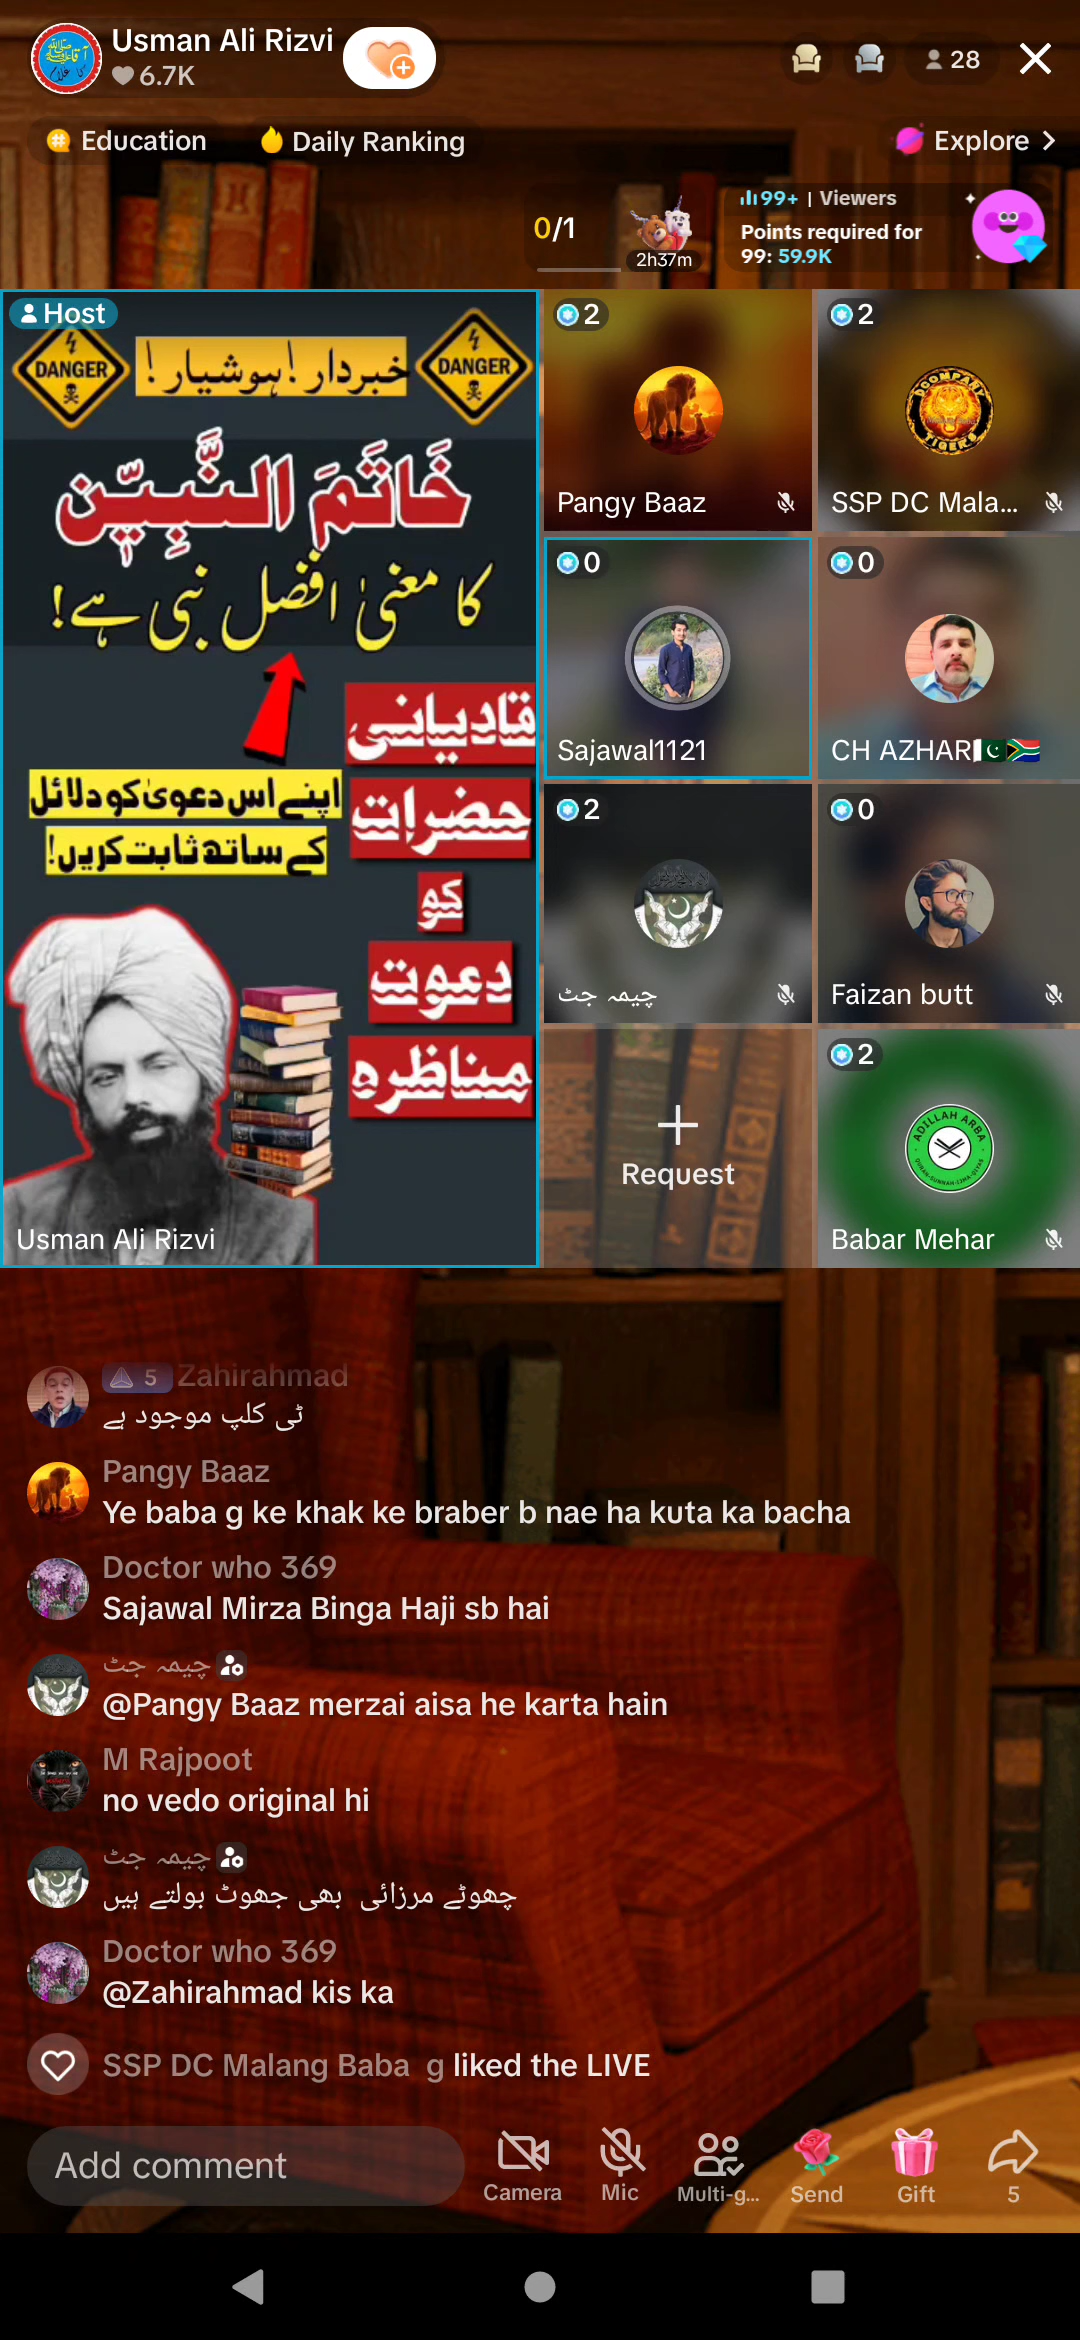 Usman Ali Rizvi
6.7K
28
Education
Daily Ranking
Explore
0/1
2h37m
99+ | Viewers
Points required for
99: 59.9K
Host
DANGER
خبردار!ہوشیار!
DANGER
خَاتَمَ النَّبِیّٖن
کا معنیٰ افضل نبی ہے!
قادیانی
حضرات
کو
دعوت
مناظرہ
اپنے اس دعویٰ کو دلائل
کے ساتھ ثابت کریں!
Usman Ali Rizvi
2
Pangy Baaz
2
TIGERS
SSP DC Mala...
0
Sajawal1121
0
CH AZHAR
2
چیمہ جٹ
0
Faizan butt
Request
2
ADILLAH ARBA
Babar Mehar
5 Zahirahmad
ٹی کلپ موجود ہے
Pangy Baaz
Ye baba g ke khak ke braber b nae ha kuta ka bacha
Doctor who 369
Sajawal Mirza Binga Haji sb hai
چیمہ جٹ
@Pangy Baaz merzai aisa he karta hain
M Rajpoot
no vedo original hi
چیمہ جٹ
چھوٹے مرزائی بھی جھوٹ بولتے ہیں
Doctor who 369
@Zahirahmad kis ka
SSP DC Malang Baba g liked the LIVE
Add comment
Camera
Mic
Multi-g...
Send
Gift
5